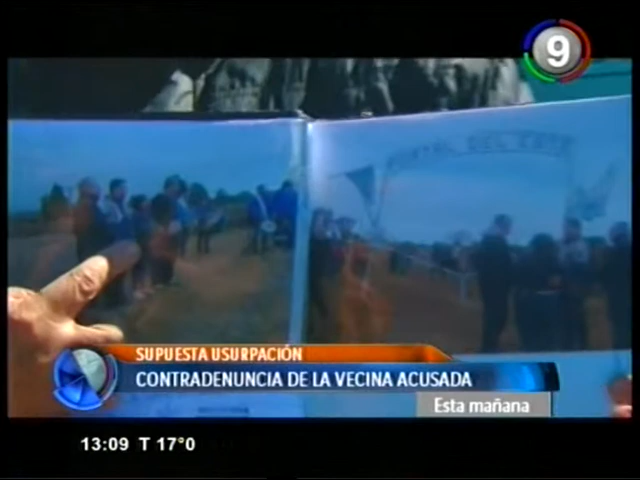 9
SUPUESTA USURPACIÓN
CONTRADENUNCIA DE LA VECINA ACUSADA
Esta mañana
13:09 T 17°0